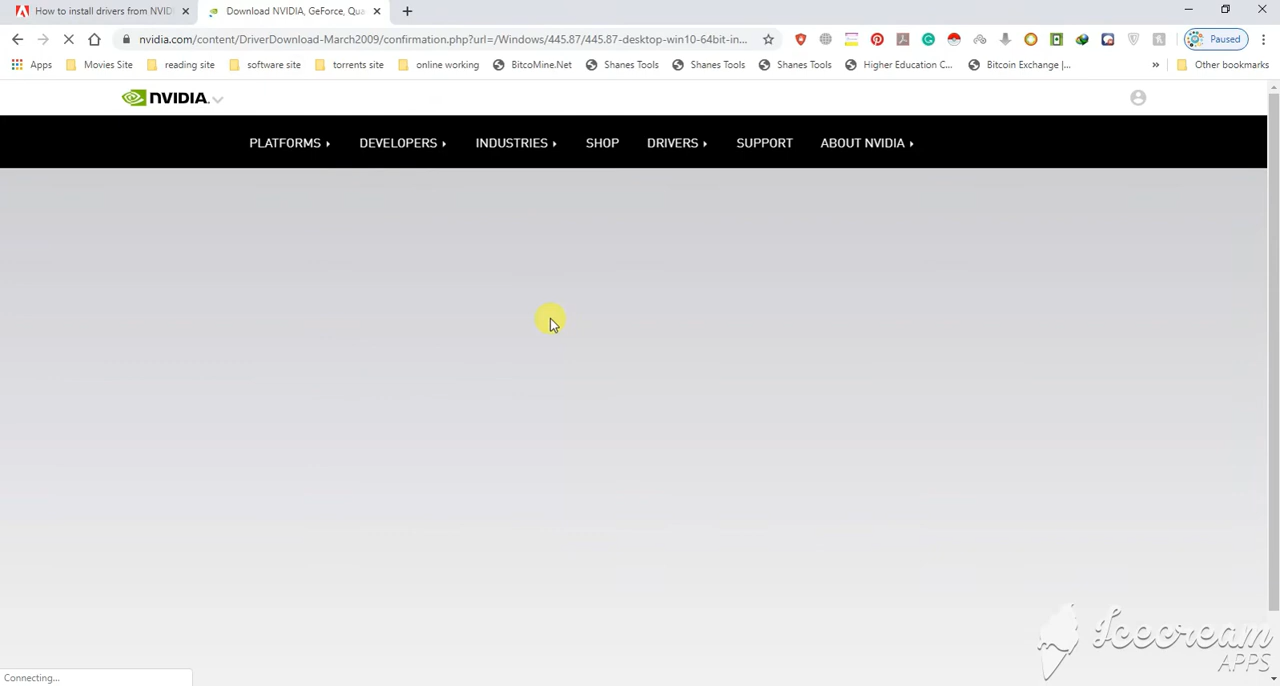 How to install drivers from NVIDI
Download NVIDIA, GeForce, Qua
nvidia.com/content/DriverDownload-March2009/confirmation.php?url=/Windows/445.87/445.87-desktop-win10-64bit-in...
Paused
Apps Movies Site reading site software site torrents site online working BitcoMine.Net Shanes Tools Shanes Tools Shanes Tools Higher Education C... Bitcoin Exchange |... » Other bookmarks
NVIDIA.
PLATFORMS DEVELOPERS INDUSTRIES SHOP DRIVERS SUPPORT ABOUT NVIDIA
Icecream
APPS
Connecting...